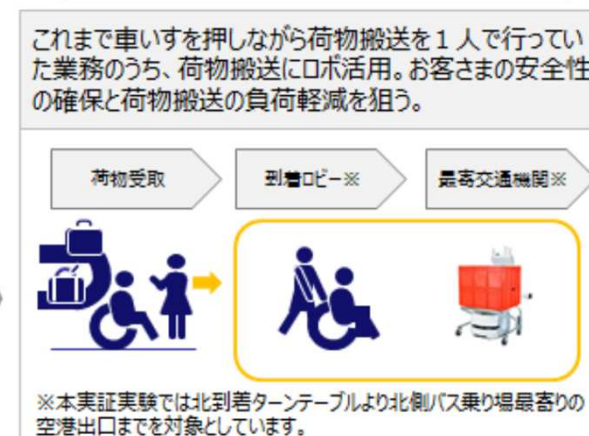 これまで車いすを押しながら荷物搬送を１人で行ってい
た業務のうち、荷物搬送にロボ活用。お客さまの安全性
の確保と荷物搬送の負荷軽減を狙う。
荷物受取
到着ロビー※
最寄交通機関※
※本実証実験では北到着ターンテーブルより北側バス乗り場最寄りの
空港出口までを対象としています。